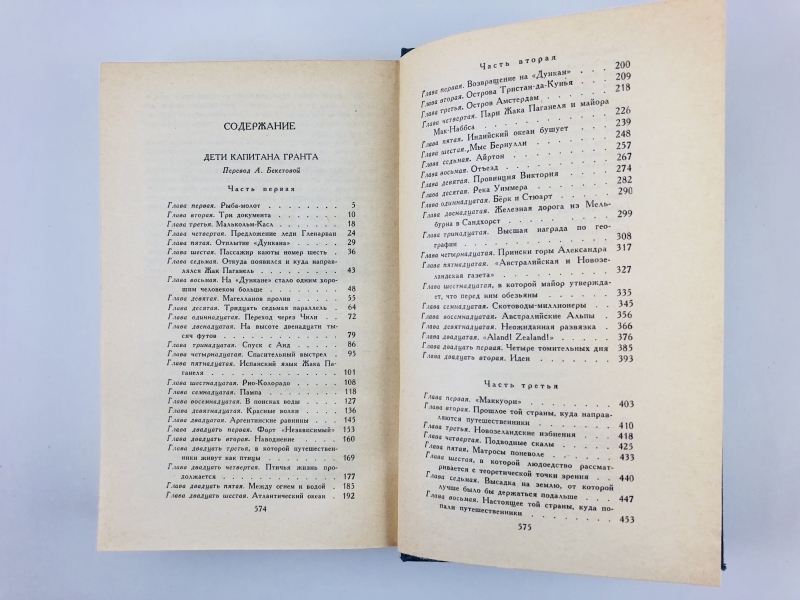 СОДЕРЖАНИЕ
ДЕТИ КАПИТАНА ГРАНТА
Перевод А. Бекетовой
Часть первая
Глава первая. Рыба-молот . . . . . . . 5
Глава вторая. Три документа . . . . . . . 10
Глава третья. Малькольм-Касл . . . . . . . 18
Глава четвертая. Предложение леди Гленарван 24
Глава пятая. Отплытие «Дункана» . . . . . 29
Глава шестая. Пассажир каюты номер шесть . 36
Глава седьмая. Откуда появился и куда направ-
лялся Жак Паганель . . . . . . . 43
Глава восьмая. На «Дункане» стало одним хоро-
шим человеком больше . . . . . . 48
Глава девятая. Магелланов пролив . . . . . 55
Глава десятая. Тридцать седьмая параллель . . 64
Глава одиннадцатая. Переход через Чили . . . 72
Глава двенадцатая. На высоте двенадцати ты-
сяч футов . . . . . . . 79
Глава тринадцатая. Спуск с Анд . . . . . . 86
Глава четырнадцатая. Спасительный выстрел . 95
Глава пятнадцатая. Испанский язык Жака Па-
ганеля . . . . . . . 101
Глава шестнадцатая. Рио-Колорадо . . . . . 108
Глава семнадцатая. Пампа . . . . . . . 118
Глава восемнадцатая. В поисках воды . . . . 127
Глава девятнадцатая. Красные волки . . . . 136
Глава двадцатая. Аргентинские равнины . . . 145
Глава двадцать первая. Форт «Независимый» 153
Глава двадцать вторая. Наводнение . . . . . 160
Глава двадцать третья, в которой путешествен-
ники живут как птицы . . . . . . 169
Глава двадцать четвертая. Птичья жизнь про-
должается . . . . . . . 177
Глава двадцать пятая. Между огнем и водой . 185
Глава двадцать шестая. Атлантический океан . 192
574
Часть вторая
Глава первая. Возвращение на «Дункан» . . . 200
Глава вторая. Острова Тристан-да-Кунья . . . 209
Глава третья. Остров Амстердам . . . . . . 218
Глава четвертая. Пари Жака Паганеля и майора
Мак-Наббса . . . . . . . 226
Глава пятая. Индийский океан бушует . . . . 239
Глава шестая. Мыс Бернулли . . . . . . . 248
Глава седьмая. Айртон . . . . . . . 257
Глава восьмая. Отъезд . . . . . . . 267
Глава девятая. Провинция Виктория . . . . . 274
Глава десятая. Река Уиммера . . . . . . 282
Глава одиннадцатая. Бёрк и Стюарт . . . . . 290
Глава двенадцатая. Железная дорога из Мель-
бурна в Сандхорст . . . . . . . 299
Глава тринадцатая. Высшая награда по гео-
графии . . . . . . . 308
Глава четырнадцатая. Прииски горы Александра 317
Глава пятнадцатая. «Австралийская и Новозе-
ландская газета» . . . . . . . 327
Глава шестнадцатая, в которой майор утвержда-
ет, что перед ним обезьяны . . . . . 335
Глава семнадцатая. Скотоводы-миллионеры . . 345
Глава восемнадцатая. Австралийские Альпы . . 356
Глава девятнадцатая. Неожиданная развязка . 366
Глава двадцатая. «Aland! Zealand!» . . . . . 376
Глава двадцать первая. Четыре томительных дня 385
Глава двадцать вторая. Иден . . . . . . . 393
Часть третья
Глава первая. «Маккуори» . . . . . . . 403
Глава вторая. Прошлое той страны, куда направ-
ляются путешественники . . . . . . 410
Глава третья. Новозеландские избиения . . . 418
Глава четвертая. Подводные скалы . . . . . 425
Глава пятая. Матросы поневоле . . . . . . 433
Глава шестая, в которой людоедство рассмат-
ривается с теоретической точки зрения . . 440
Глава седьмая. Высадка на землю, от которой
лучше было бы держаться подальше . . . 447
Глава восьмая. Настоящее той страны, куда по-
пали путешественники . . . . . . . 453
575